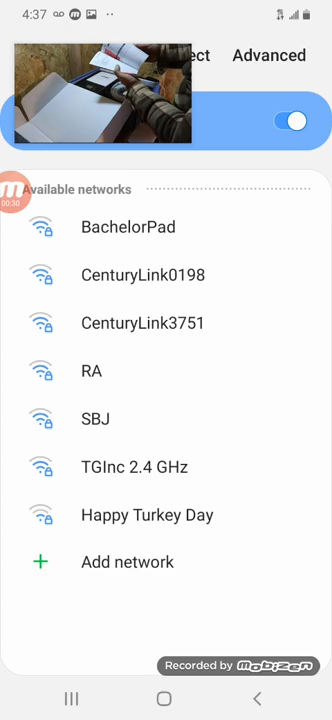 4:37
ect
Advanced
Available networks
00:30
BachelorPad
CenturyLink0198
CenturyLink3751
RA
SBJ
TGInc 2.4 GHz
Happy Turkey Day
Add network
Recorded by mobizen